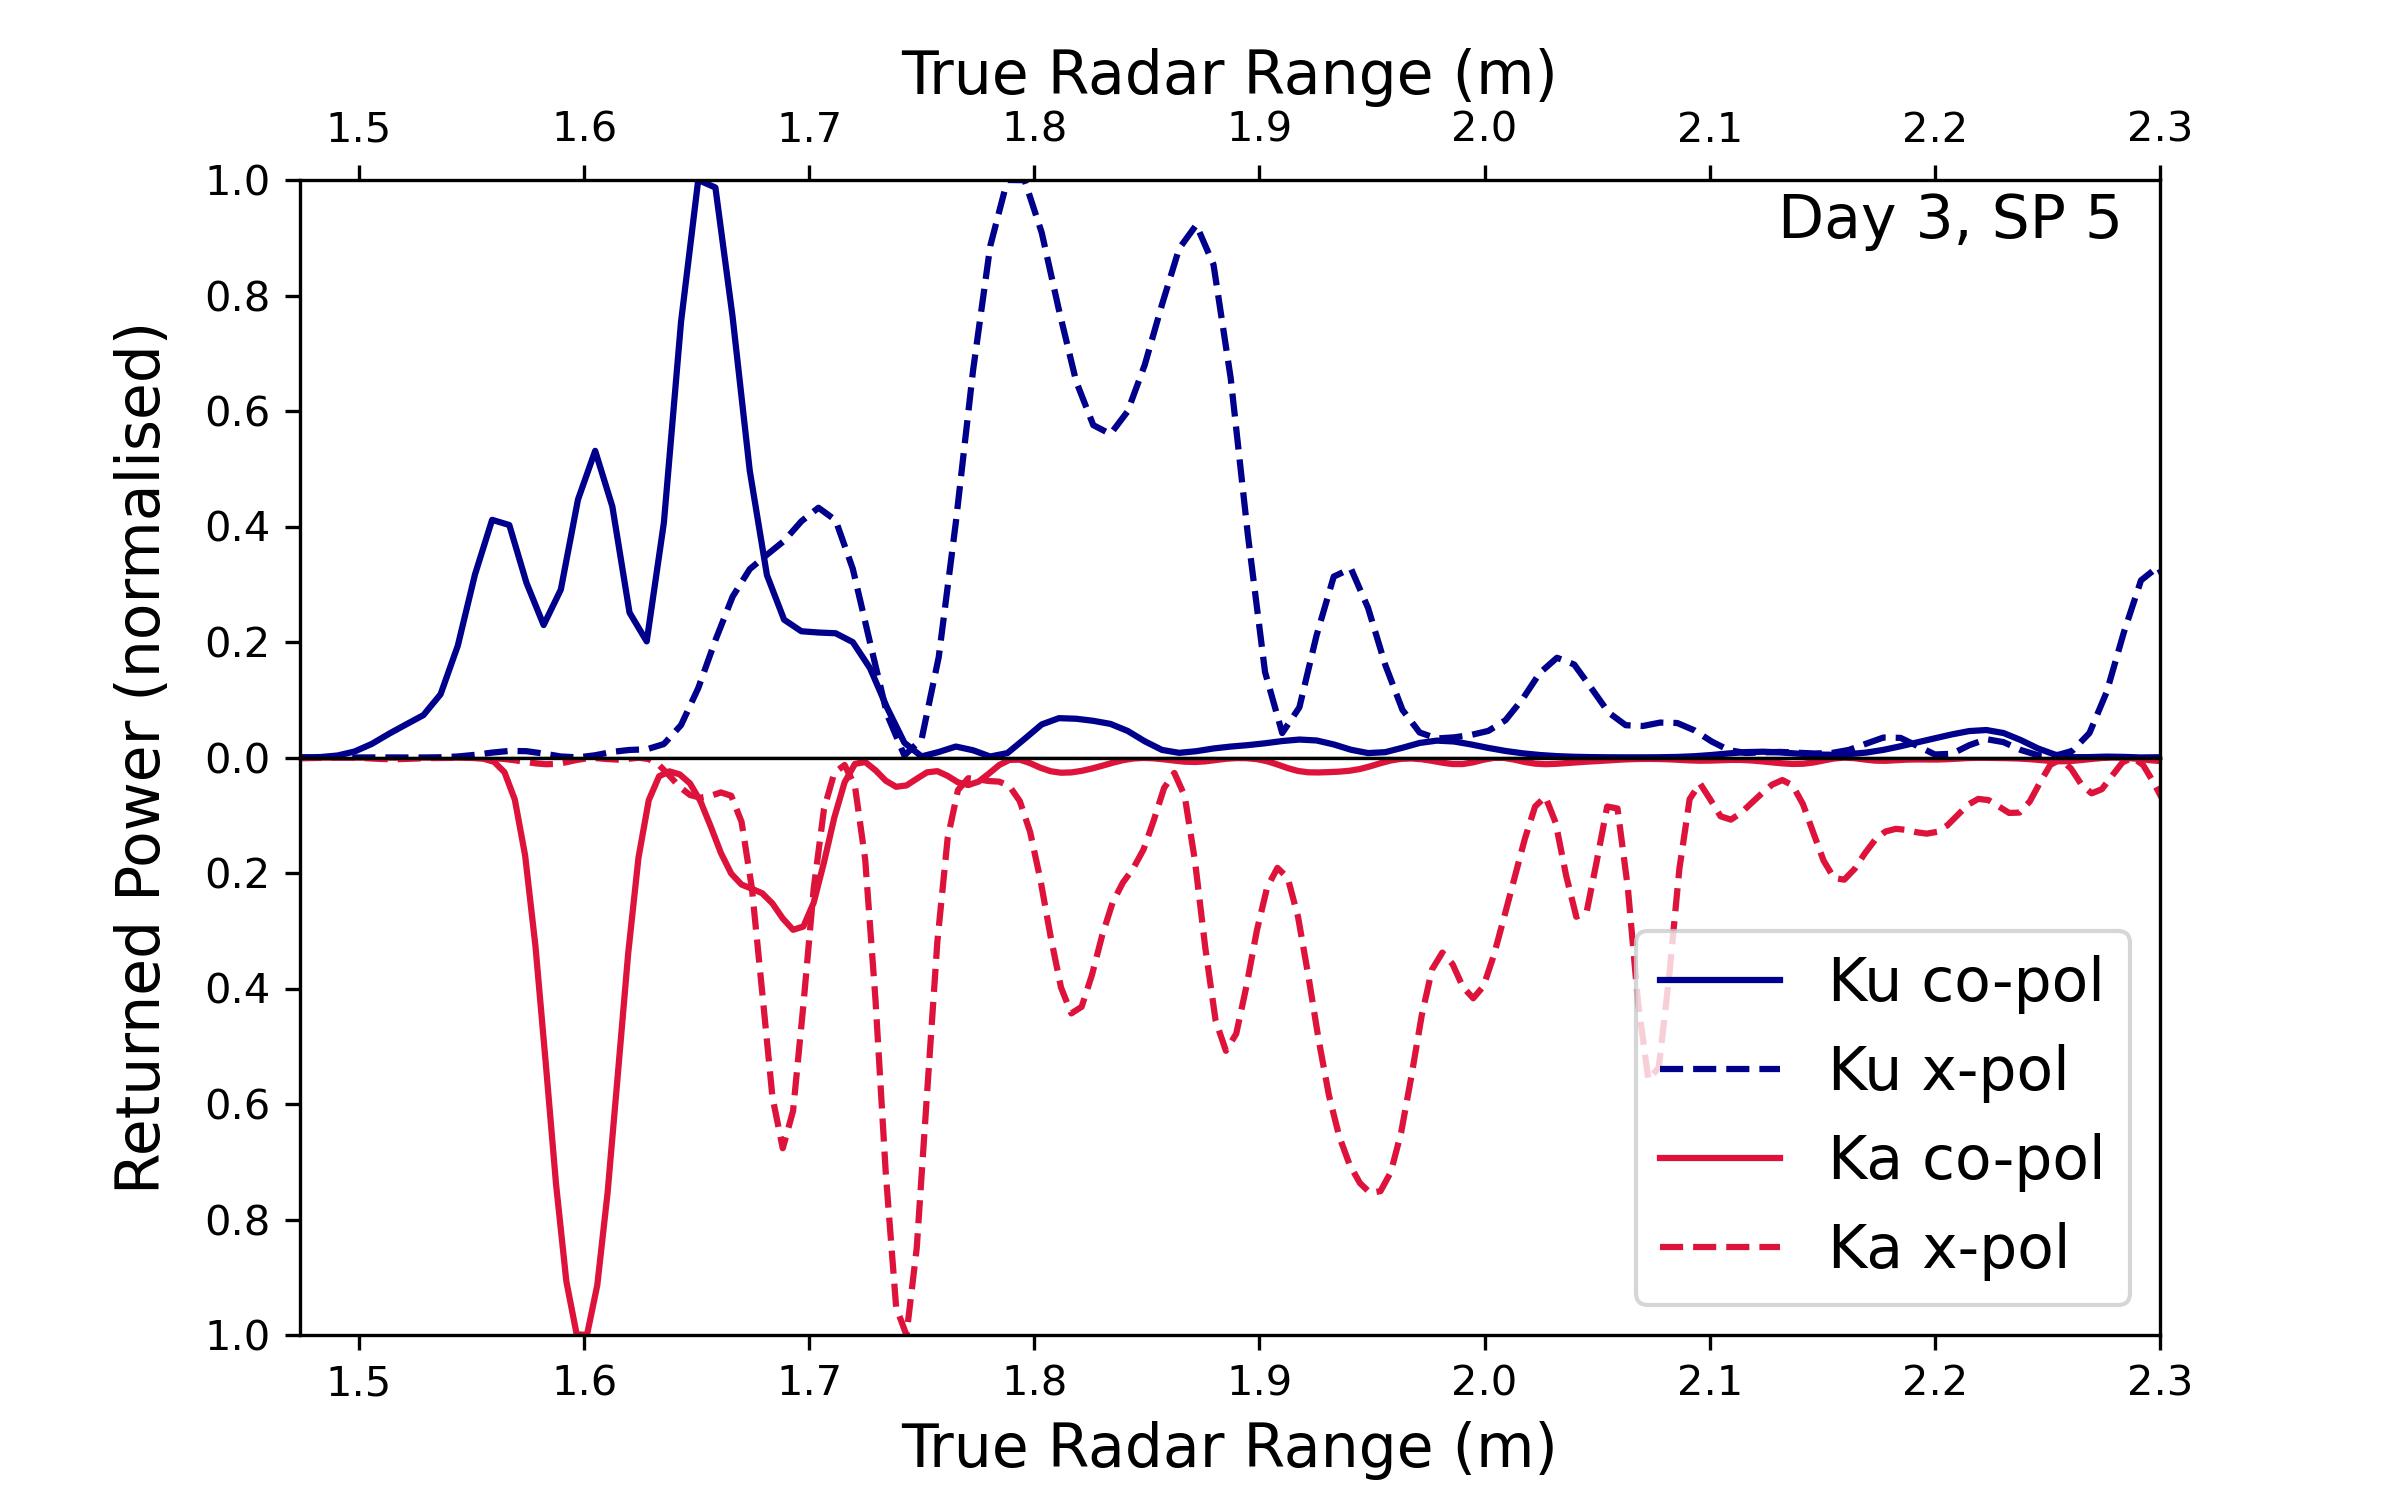 True Radar Range (m)
1.5 1.6 1.7 1.8 1.9 2.0 2.1 2.2 2.3
Day 3, SP 5
Returned Power (normalised)
1.0
0.8
0.6
0.4
0.2
0.0
0.2
0.4
0.6
0.8
1.0
Ku co-pol
Ku x-pol
Ka co-pol
Ka x-pol
1.5 1.6 1.7 1.8 1.9 2.0 2.1 2.2 2.3
True Radar Range (m)